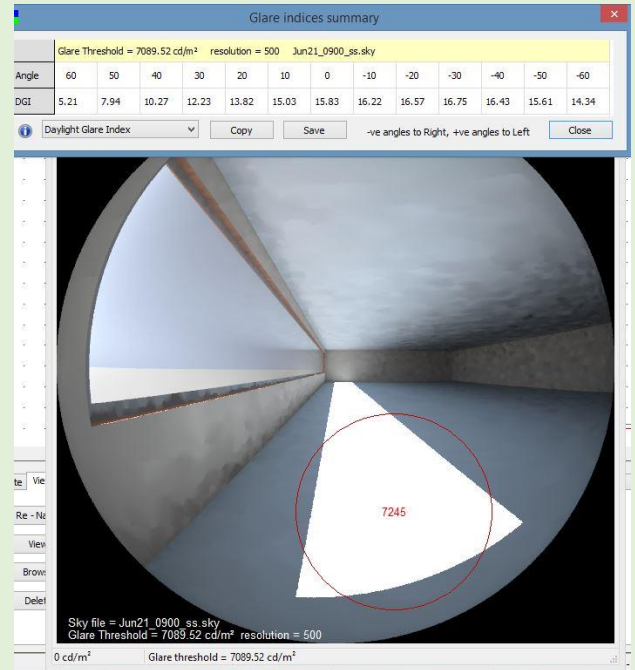 Glare indices summary
Glare Threshold = 7089.52 cd/m² resolution = 500 Jun21_0900_ss.sky
Angle 60 50 40 30 20 10 0 -10 -20 -30 -40 -50 -60
DGI 5.21 7.94 10.27 12.23 13.82 15.03 15.83 16.22 16.57 16.75 16.43 15.61 14.34
Daylight Glare Index Copy Save -ve angles to Right, +ve angles to Left Close
7245
te Vie
Re - Na
View
Brows
Delet
Sky file = Jun21_0900_ss.sky
Glare Threshold = 7089.52 cd/m² resolution = 500
0 cd/m² Glare threshold = 7089.52 cd/m²